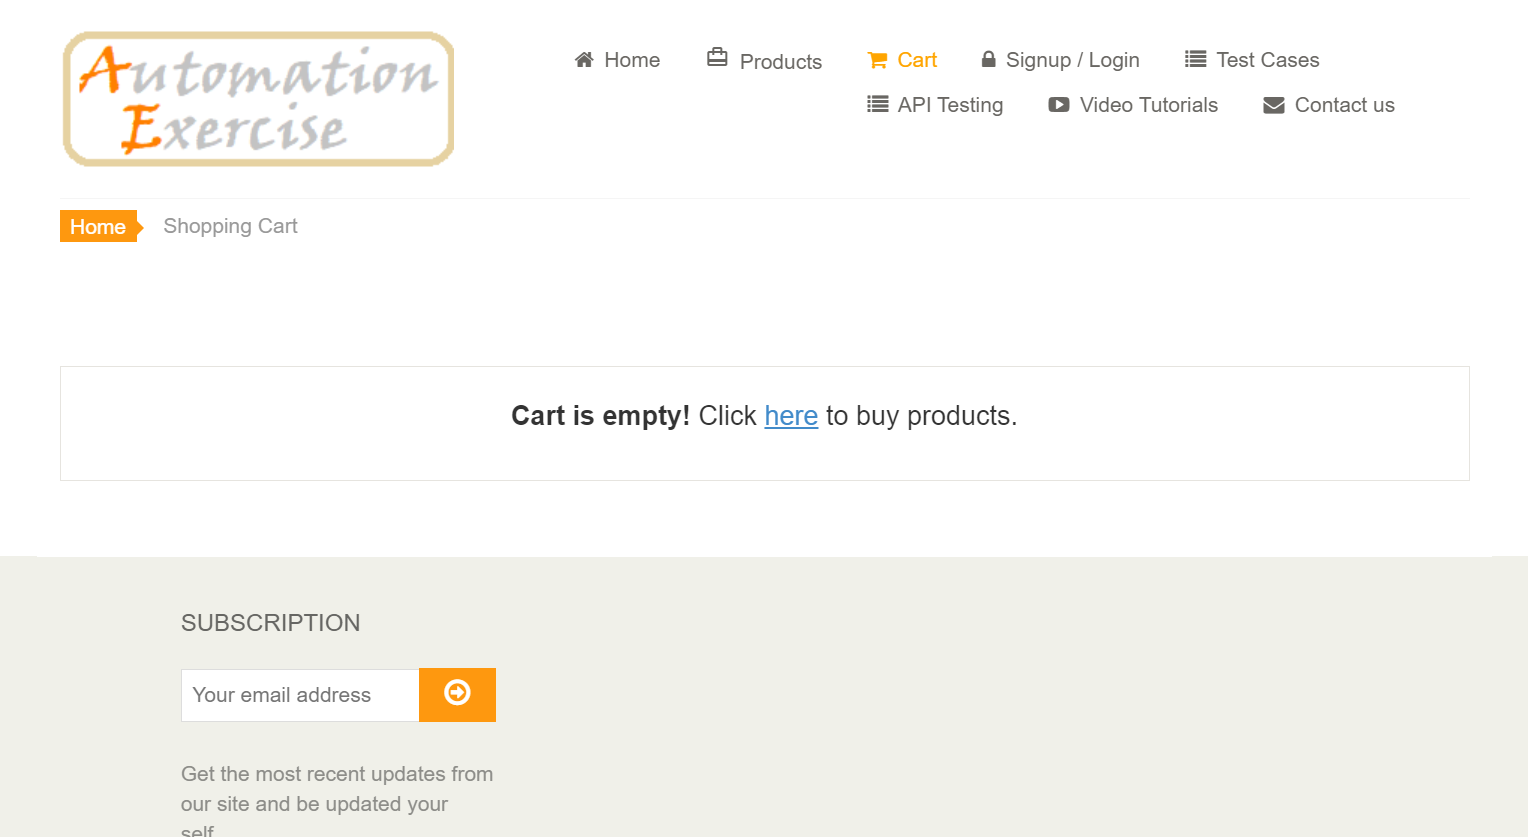 Automation
Exercise
Home
Products
Cart
Signup / Login
Test Cases
API Testing
Video Tutorials
Contact us
Home
Shopping Cart
Cart is empty! Click here to buy products.
SUBSCRIPTION
Your email address
Get the most recent updates from
our site and be updated your
self